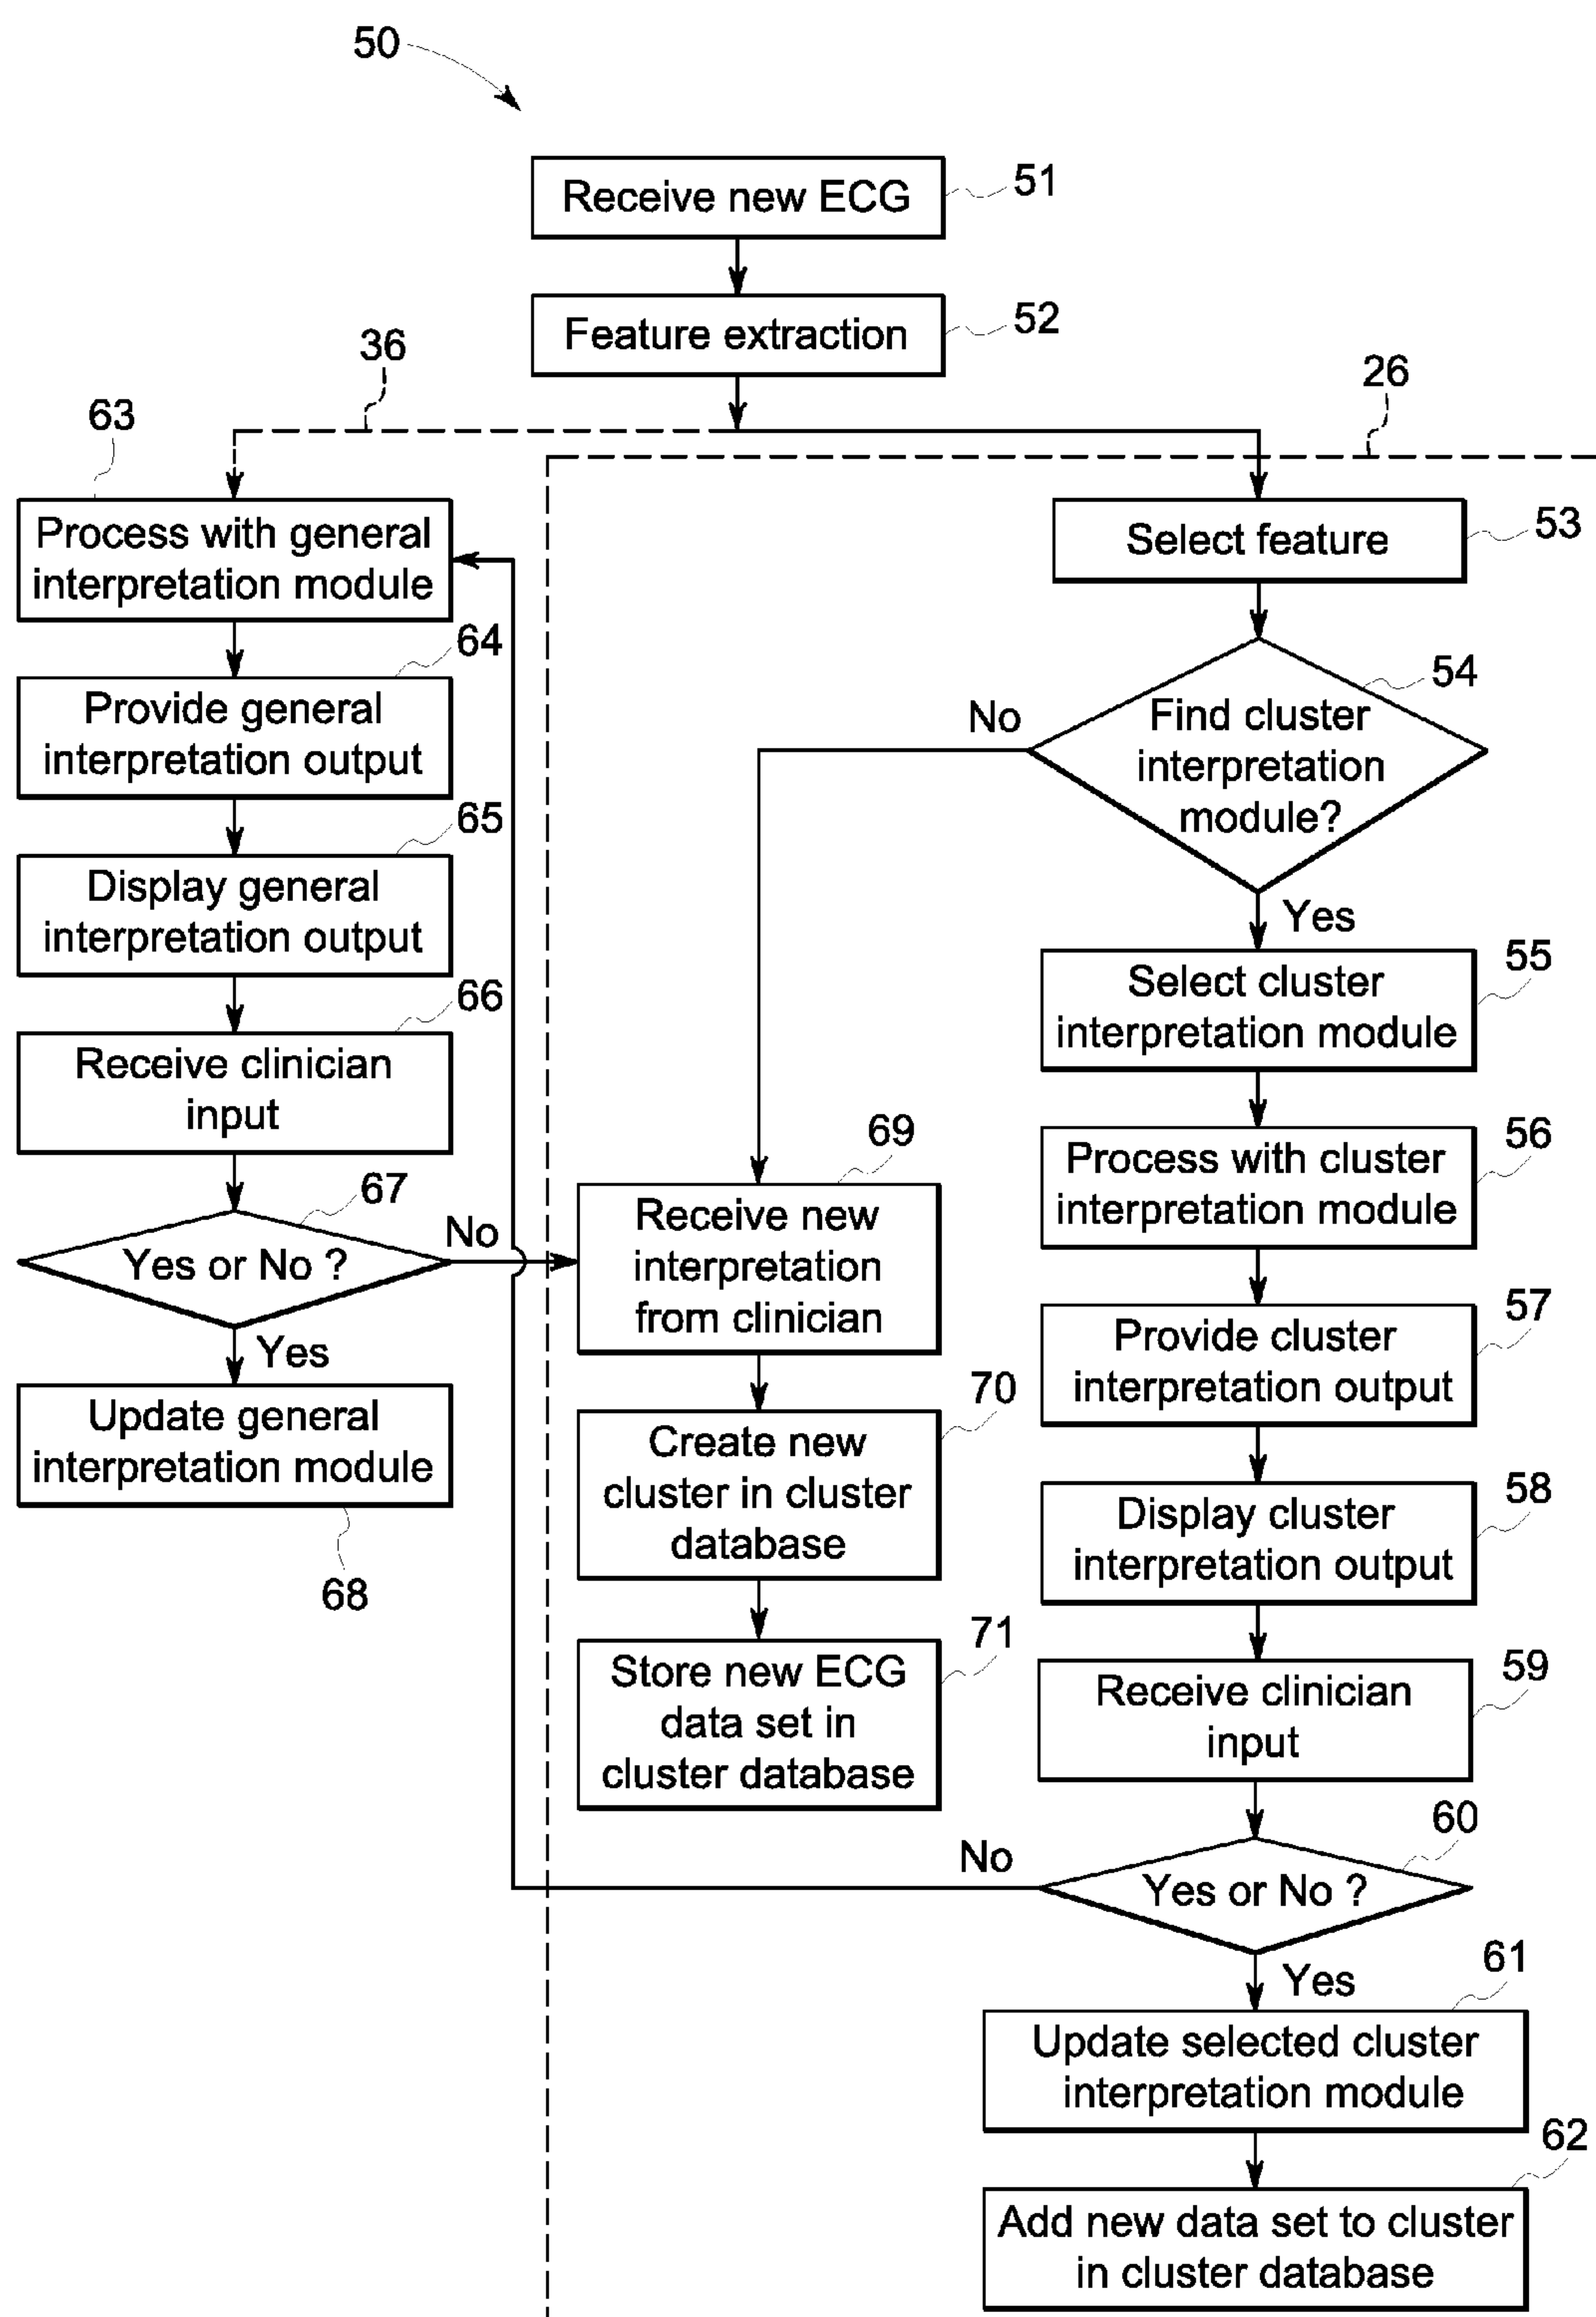 50
Receive new ECG
51
Feature extraction
52
36
26
63
Process with general
interpretation module
Select feature
53
64
Provide general
interpretation output
No
Find cluster
interpretation
module?
54
Yes
65
Display general
interpretation output
Select cluster
interpretation module
55
66
Receive clinician
input
Process with cluster
interpretation module
56
67
Yes or No ?
No
Yes
69
Receive new
interpretation
from clinician
Provide cluster
interpretation output
57
Update general
interpretation module
68
70
Create new
cluster in cluster
database
Display cluster
interpretation output
58
71
Store new ECG
data set in
cluster database
Receive clinician
input
59
60
No
Yes or No ?
Yes
61
Update selected cluster
interpretation module
62
Add new data set to cluster
in cluster database